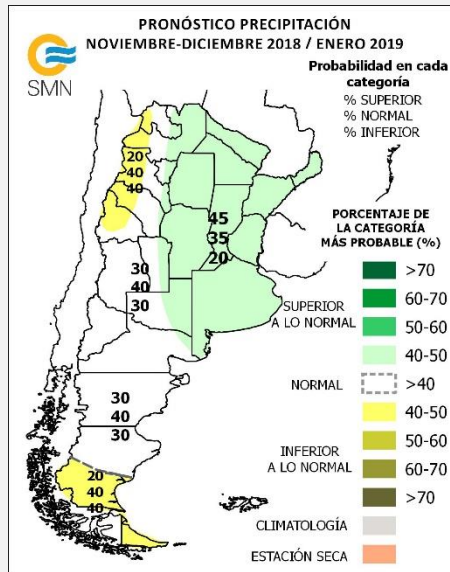 PRONÓSTICO PRECIPITACIÓN
NOVIEMBRE-DICIEMBRE 2018 / ENERO 2019
SMN
Probabilidad en cada
categoría
% SUPERIOR
% NORMAL
% INFERIOR
20
40
40
45
35
20
30
40
30
30
40
30
20
40
40
PORCENTAJE DE
LA CATEGORÍA
MÁS PROBABLE (%)
>70
60-70
50-60
SUPERIOR
A LO NORMAL
40-50
NORMAL
>40
40-50
50-60
INFERIOR
A LO NORMAL
60-70
>70
CLIMATOLOGÍA
ESTACIÓN SECA